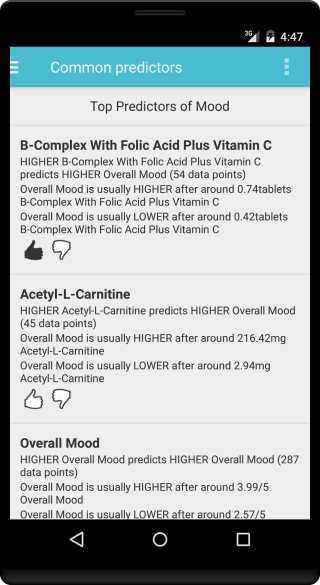 3G 4:47
Common predictors
Top Predictors of Mood
B-Complex With Folic Acid Plus Vitamin C
HIGHER B-Complex With Folic Acid Plus Vitamin C
predicts HIGHER Overall Mood (54 data points)
Overall Mood is usually HIGHER after around 0.74tablets
B-Complex With Folic Acid Plus Vitamin C
Overall Mood is usually LOWER after around 0.42tablets
B-Complex With Folic Acid Plus Vitamin C
Acetyl-L-Carnitine
HIGHER Acetyl-L-Carnitine predicts HIGHER Overall Mood
(45 data points)
Overall Mood is usually HIGHER after around 216.42mg
Acetyl-L-Carnitine
Overall Mood is usually LOWER after around 2.94mg
Acetyl-L-Carnitine
Overall Mood
HIGHER Overall Mood predicts HIGHER Overall Mood (287
data points)
Overall Mood is usually HIGHER after around 3.99/5
Overall Mood
Overall Mood is usually LOWER after around 2.57/5